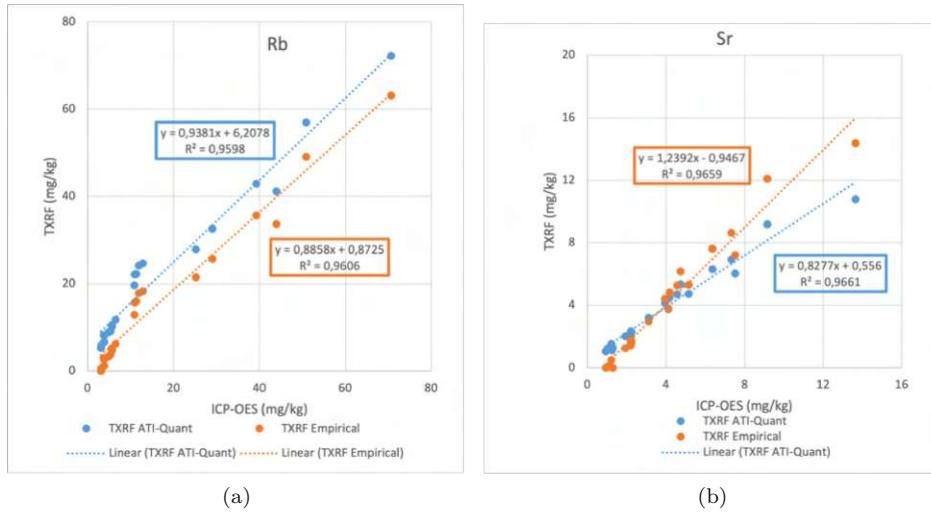 Rb
80
60
40
20
0
0 20 40 60 80
TXRF (mg/kg)
y = 0,9381x + 6,2078
R² = 0,9598
y = 0,8858x + 0,8725
R² = 0,9606
ICP-OES (mg/kg)
TXRF ATI-Quant TXRF Empirical
Linear (TXRF ATI-Quant) Linear (TXRF Empirical)
(a)
Sr
20
16
12
8
4
0
0 4 8 12 16
TXRF (mg/kg)
y = 1,2392x - 0,9467
R² = 0,9659
y = 0,8277x + 0,556
R² = 0,9661
ICP-OES (mg/kg)
TXRF ATI-Quant
TXRF Empirical
Linear (TXRF ATI-Quant)
(b)